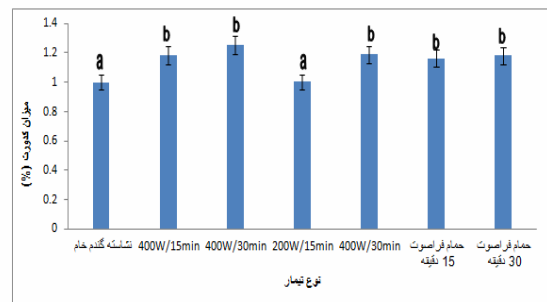 میزان کدورت (%)
1.4
1.2
1
0.8
0.6
0.4
0.2
0
a
b
b
a
b
b
b
نشاسته گندم خام
400W/15min
400W/30min
200W/15min
400W/30min
حمام فراصوت
15 دقیقه
حمام فراصوت
30 دقیقه
نوع تیمار